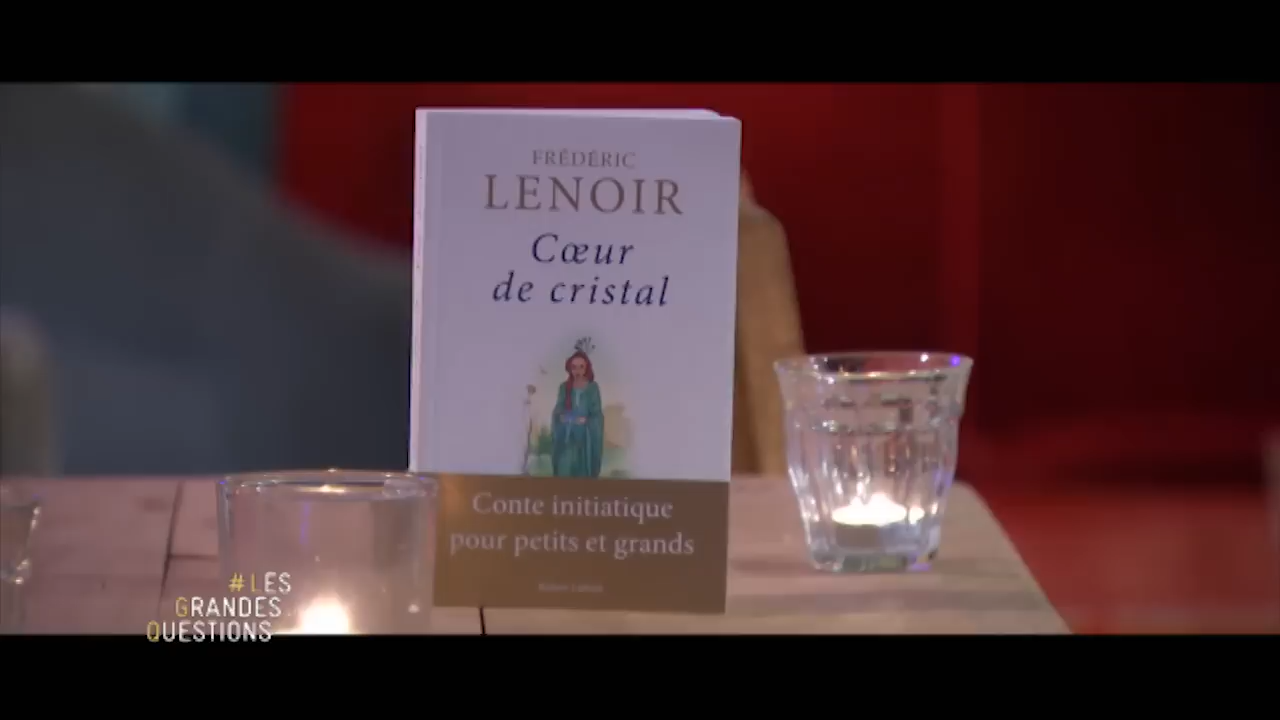 FRÉDÉRIC
LENOIR
Cœur
de cristal
Conte initiatique
pour petits et grands
#LES
GRANDES
QUESTIONS